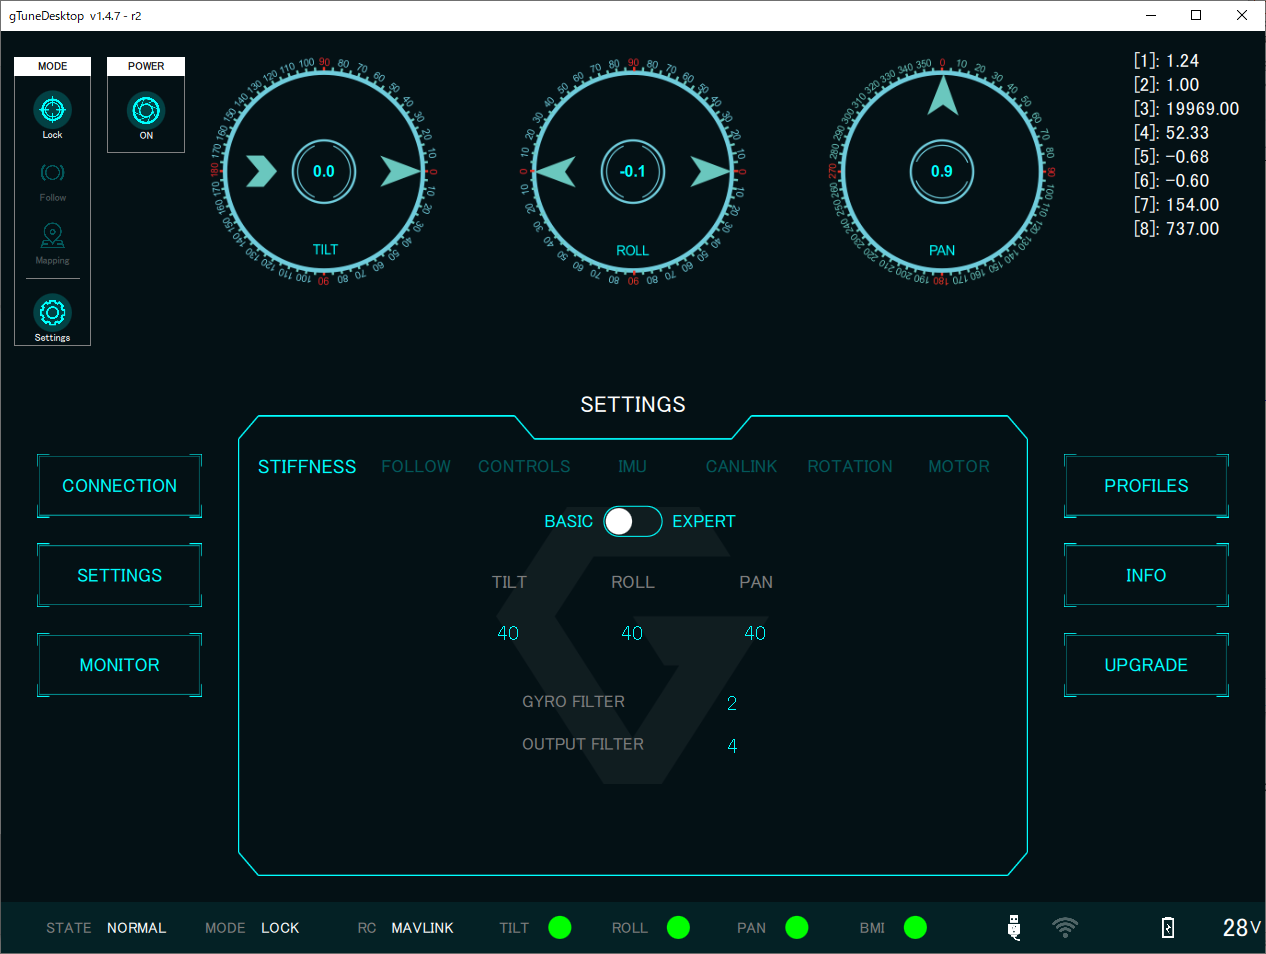 gTuneDesktop v1.4.7 - r2
MODE
POWER
Lock
ON
Follow
Mapping
Settings
0.0
TILT
-0.1
ROLL
0.9
PAN
[1]: 1.24
[2]: 1.00
[3]: 19969.00
[4]: 52.33
[5]: -0.68
[6]: -0.60
[7]: 154.00
[8]: 737.00
SETTINGS
CONNECTION
SETTINGS
MONITOR
STIFFNESS FOLLOW CONTROLS IMU CANLINK ROTATION MOTOR
BASIC EXPERT
TILT ROLL PAN
40 40 40
GYRO FILTER 2
OUTPUT FILTER 4
PROFILES
INFO
UPGRADE
STATE NORMAL MODE LOCK RC MAVLINK TILT ROLL PAN BMI 28V